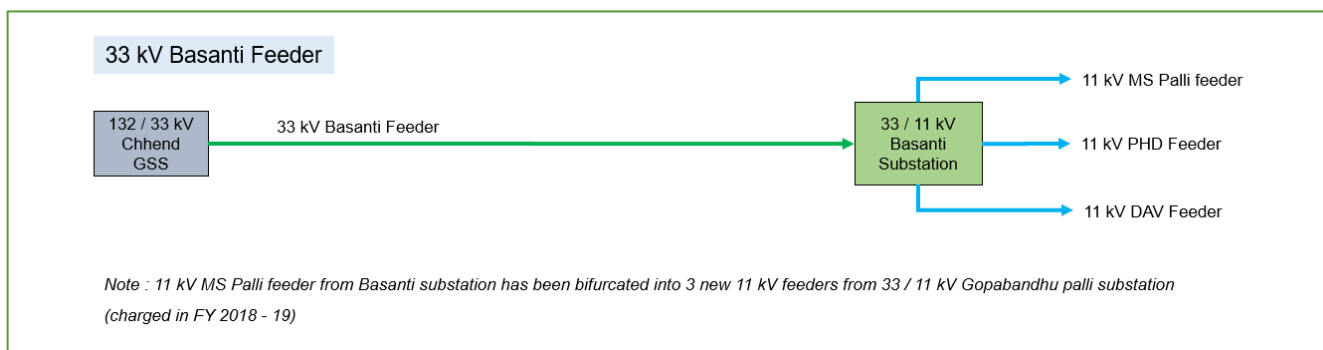 33 kV Basanti Feeder
132 / 33 kV
Chhend
GSS
33 kV Basanti Feeder
33 / 11 kV
Basanti
Substation
11 kV MS Palli feeder
11 kV PHD Feeder
11 kV DAV Feeder
Note : 11 kV MS Palli feeder from Basanti substation has been bifurcated into 3 new 11 kV feeders from 33 / 11 kV Gopabandhu palli substation
(charged in FY 2018 - 19)